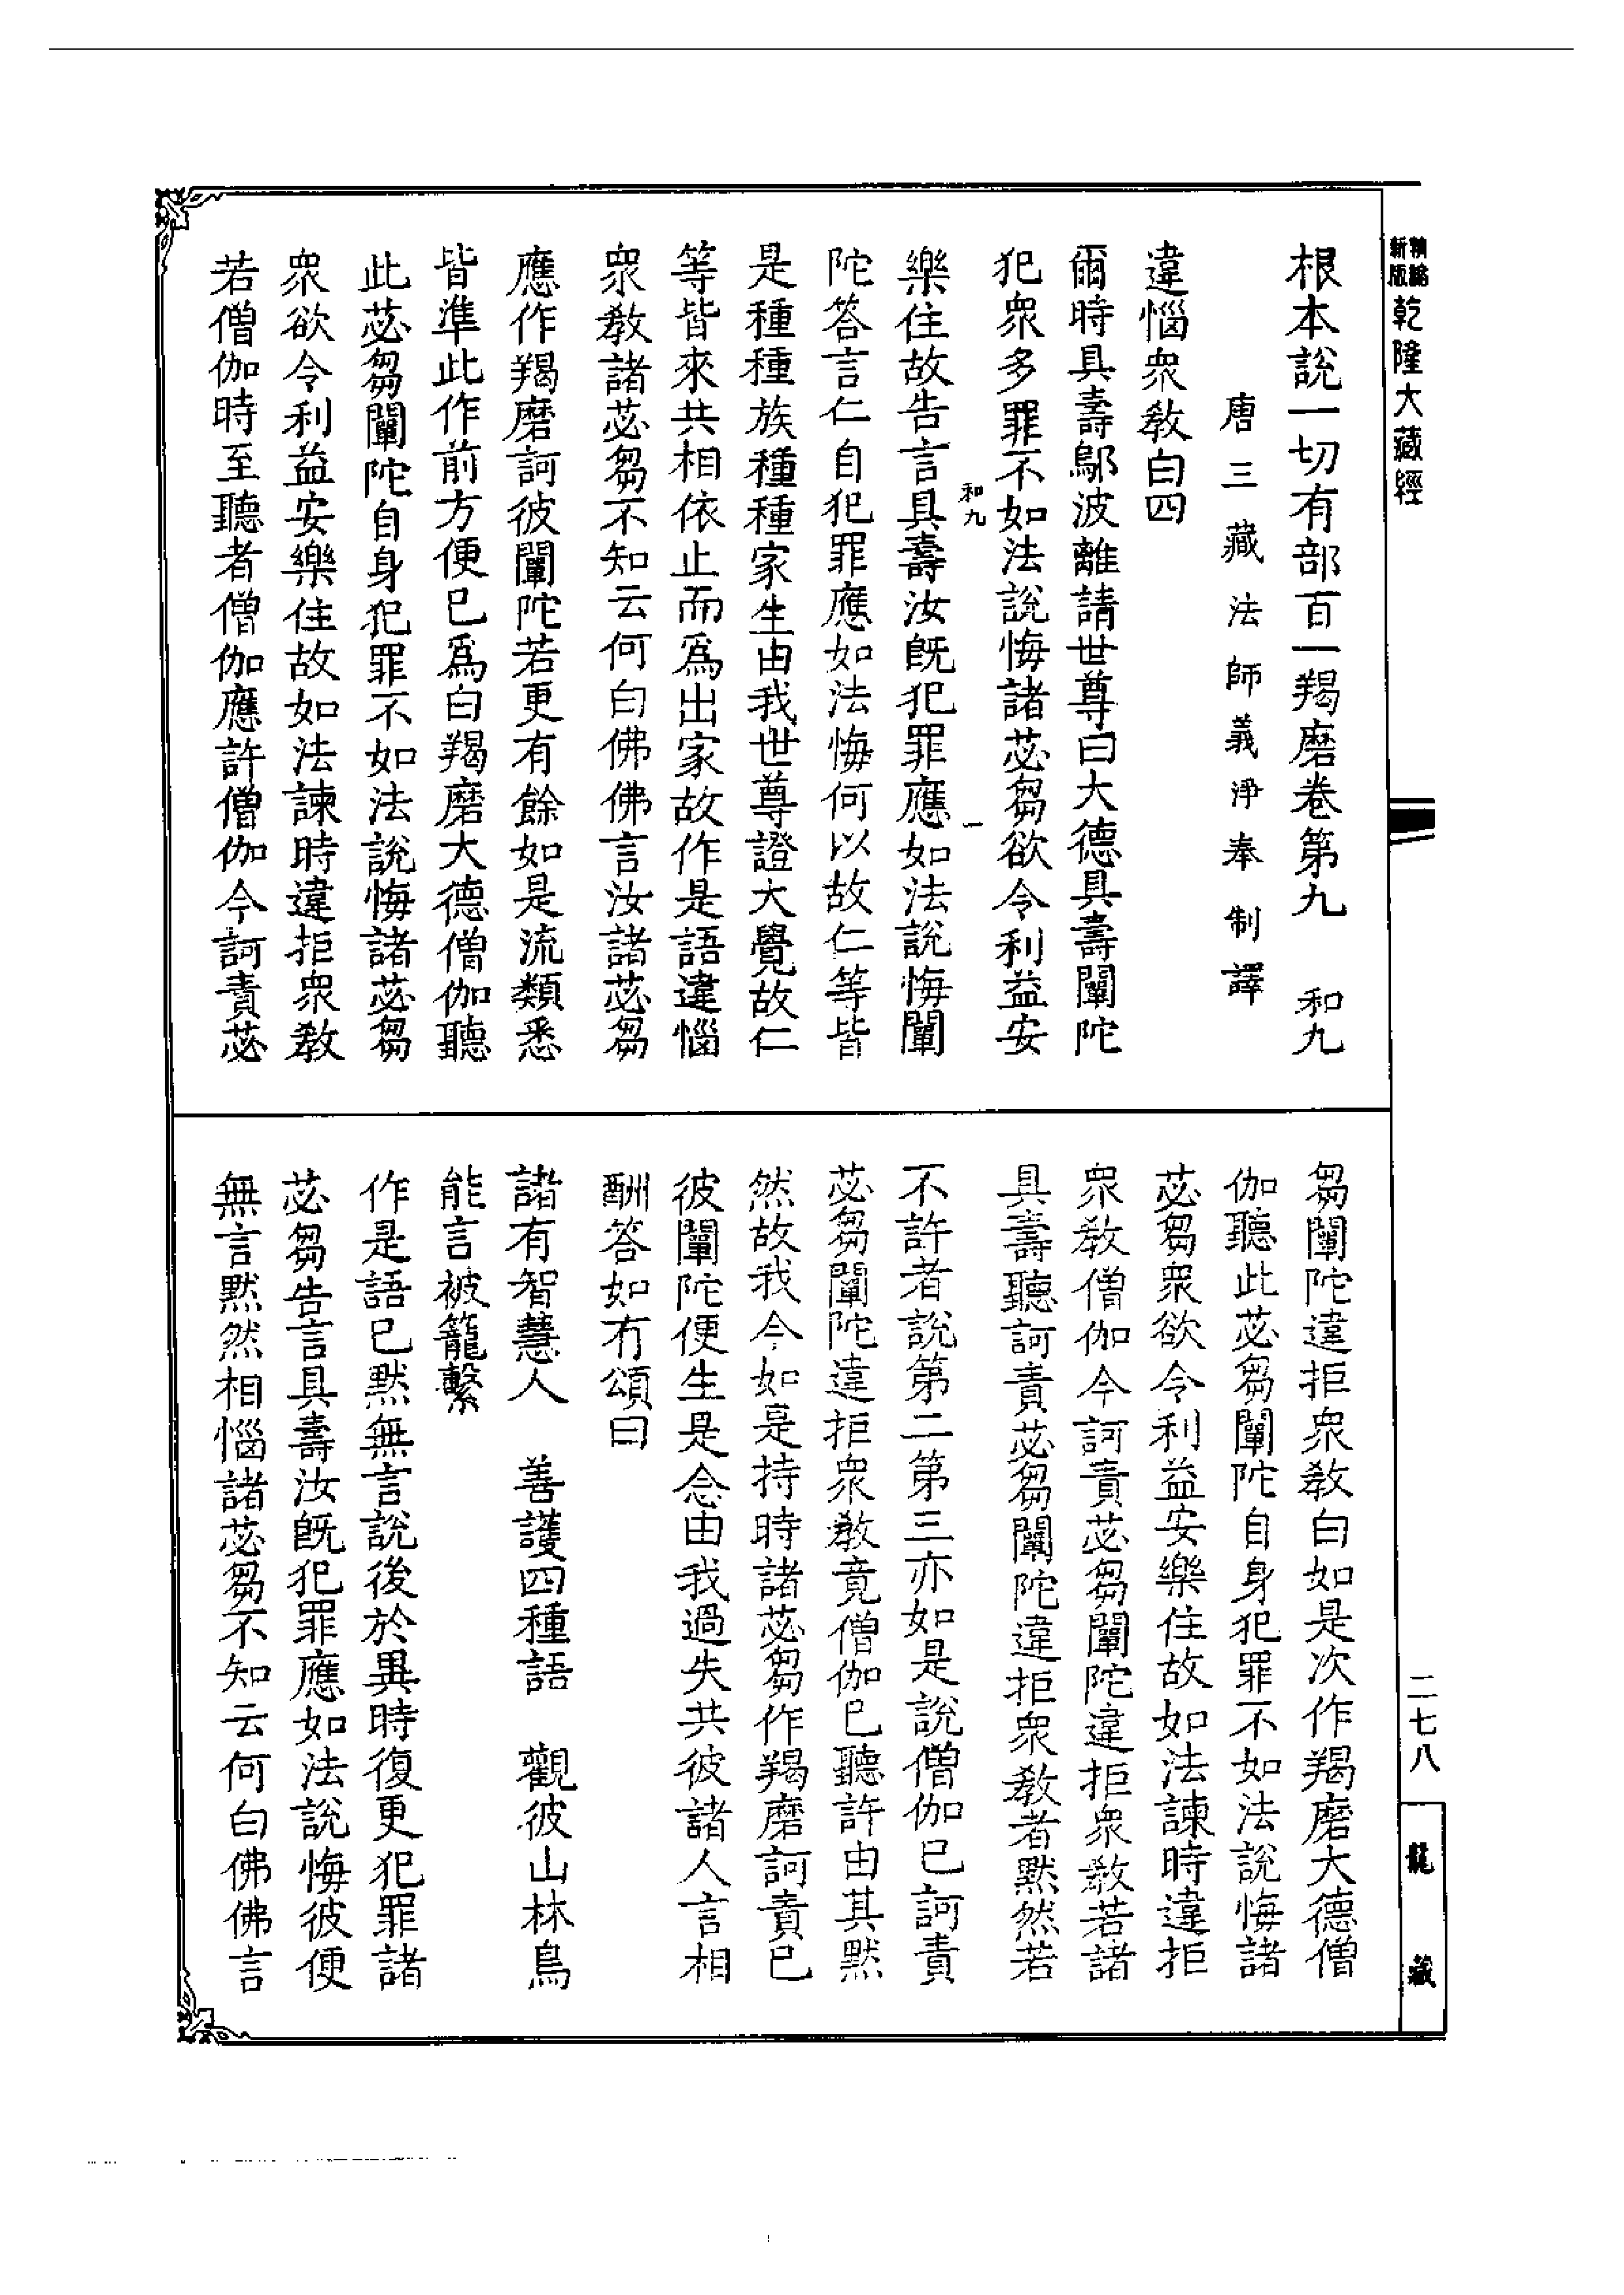 新版
乾隆大藏經
根本說一切有部百一羯磨卷第九 和九
唐三藏法師義淨奉制譯
違惱眾教白四
爾時具壽鄔波離請世尊曰大德具壽闡陀
犯眾多罪不如法說悔諸苾芻欲令利益安
和九 一
樂住故告言具壽汝既犯罪應如法說悔闡
陀答言仁自犯罪應如法悔何以故仁等皆
是種種族種種家生由我世尊證大覺故仁
等皆來共相依止而為出家故作是語違惱
眾教諸苾芻不知云何白佛佛言汝諸苾芻
應作羯磨訶彼闡陀若更有餘如是流類悉
皆準此作前方便已為白羯磨大德僧伽聽
此苾芻闡陀自身犯罪不如法說悔諸苾芻
眾欲令利益安樂住故如法諫時違拒眾教
若僧伽時至聽者僧伽應許僧伽今訶責苾
芻闡陀違拒眾教白如是次作羯磨大德僧
伽聽此苾芻闡陀自身犯罪不如法說悔諸
苾芻眾欲令利益安樂住故如法諫時違拒
眾教僧伽今訶責苾芻闡陀違拒眾教若諸
具壽聽訶責苾芻闡陀違拒眾教者默然若
不許者說第二第三亦如是說僧伽已訶責
苾芻闡陀違拒眾教竟僧伽已聽許由其默
然故我今如是持時諸苾芻作羯磨訶責已
彼闡陀便生是念由我過失共彼諸人言相
酬答如有頌曰
諸有智慧人 善護四種語 觀彼山林鳥
能言被籠繫
作是語已默無言說後於異時復更犯罪諸
苾芻告言具壽汝既犯罪應如法說悔彼便
無言默然相惱諸苾芻不知云何白佛佛言
二七八
龍藏